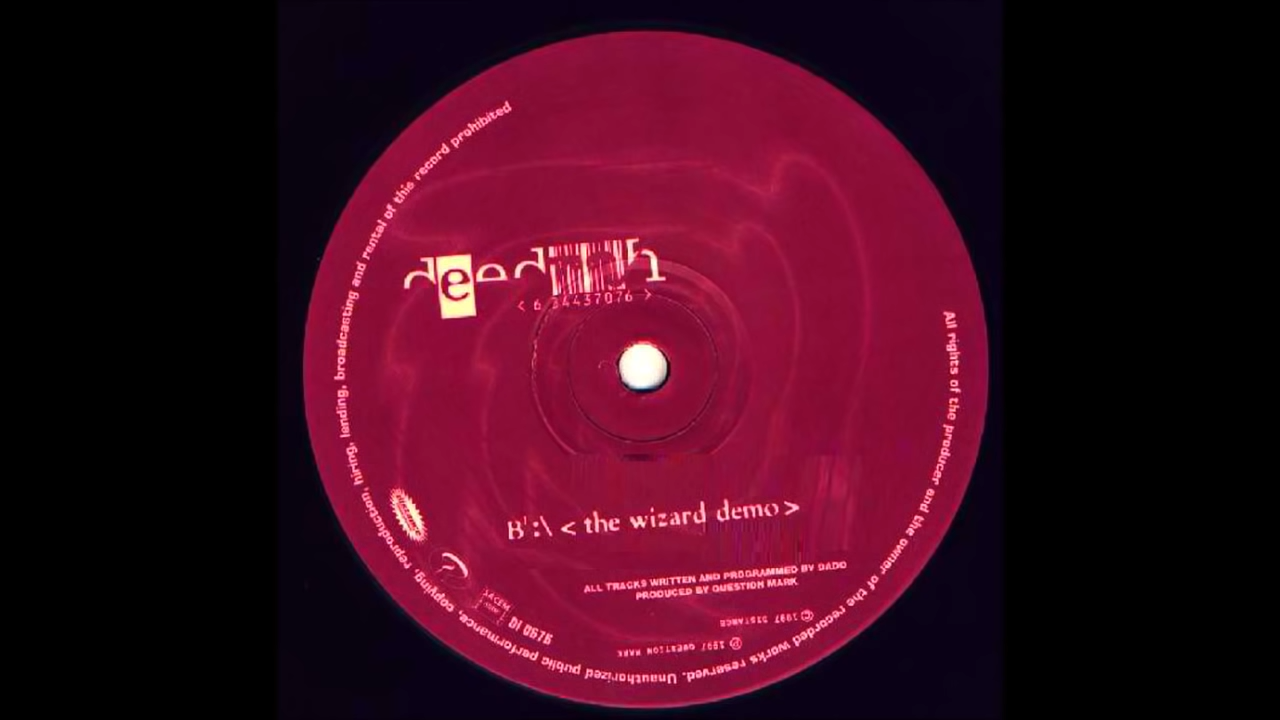 < 6 34437076 >
B':\ < the wizard demo >
ALL TRACKS WRITTEN AND PROGRAMMED BY DADO
PRODUCED BY QUESTION MARK
© 1997 DISTANCE
℗ 1997 QUESTION MARK
SACEM
DI 0976
All rights of the producer and the owner of the recorded works reserved. Unauthorized public performance, copying, reproduction, hiring, lending, broadcasting and rental of this record prohibited